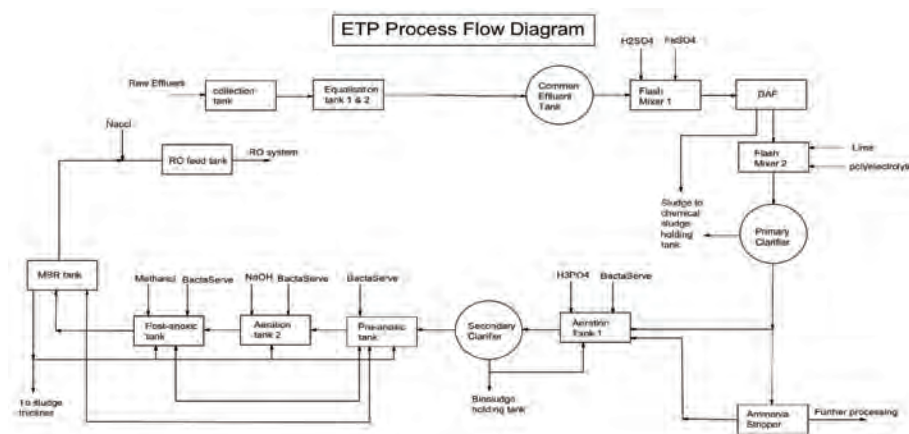 ETP Process Flow Diagram
H2SO4
FeSO4
Raw Effluent
collection
tank
Equalisation
tank 1 & 2
Common
Effluent
Tank
Flash
Mixer 1
DAF
Naocl
RO feed tank
RO system
Flash
Mixer 2
Lime
polyelectrolyte
Sludge to
chemical
sludge
holding
tank
Primary
Clarifier
MBR tank
Methanol
BactaServe
NaOH
BactaServe
BactaServe
H3PO4
BactaServe
Post-anoxic
tank
Aeration
tank 2
Pre-anoxic
tank
Secondary
Clarifier
Aeration
Tank 1
To sludge
thickner
Biosludge
holding tank
Ammonia
Stripper
Further processing